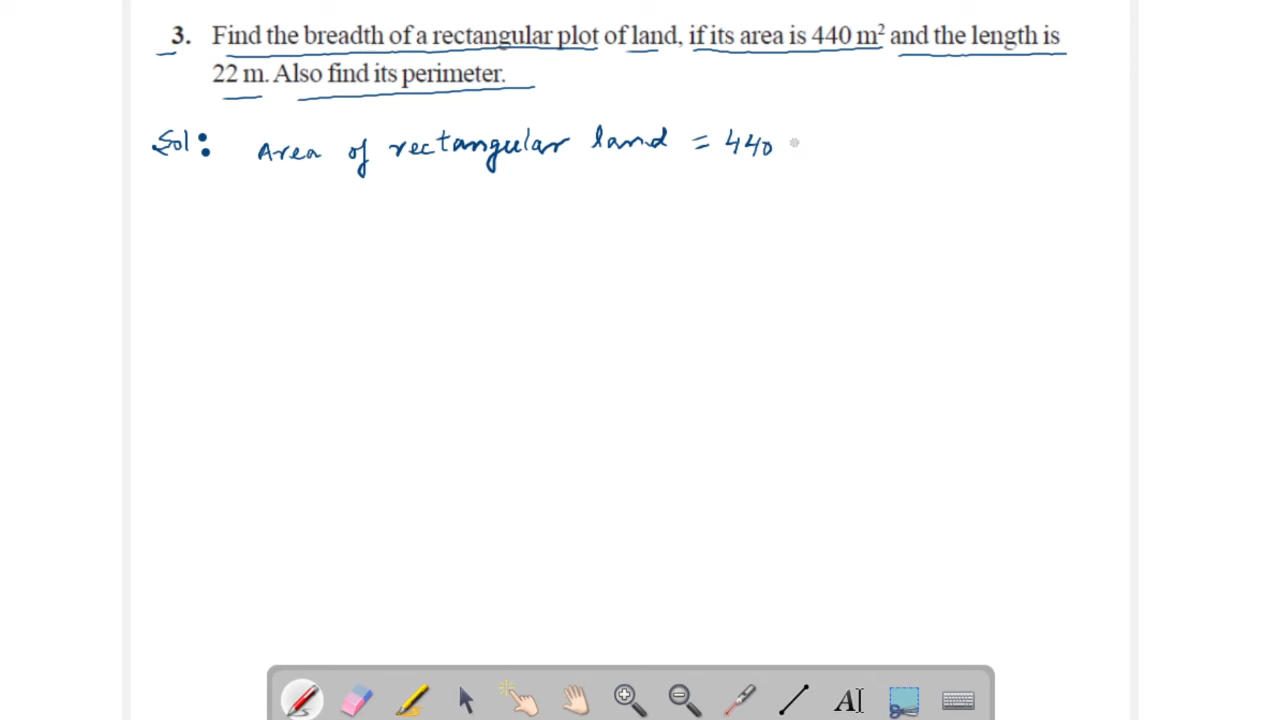 3. Find the breadth of a rectangular plot of land, if its area is 440 m² and the length is
22 m. Also find its perimeter.
Sol: Area of rectangular land = 440
AI